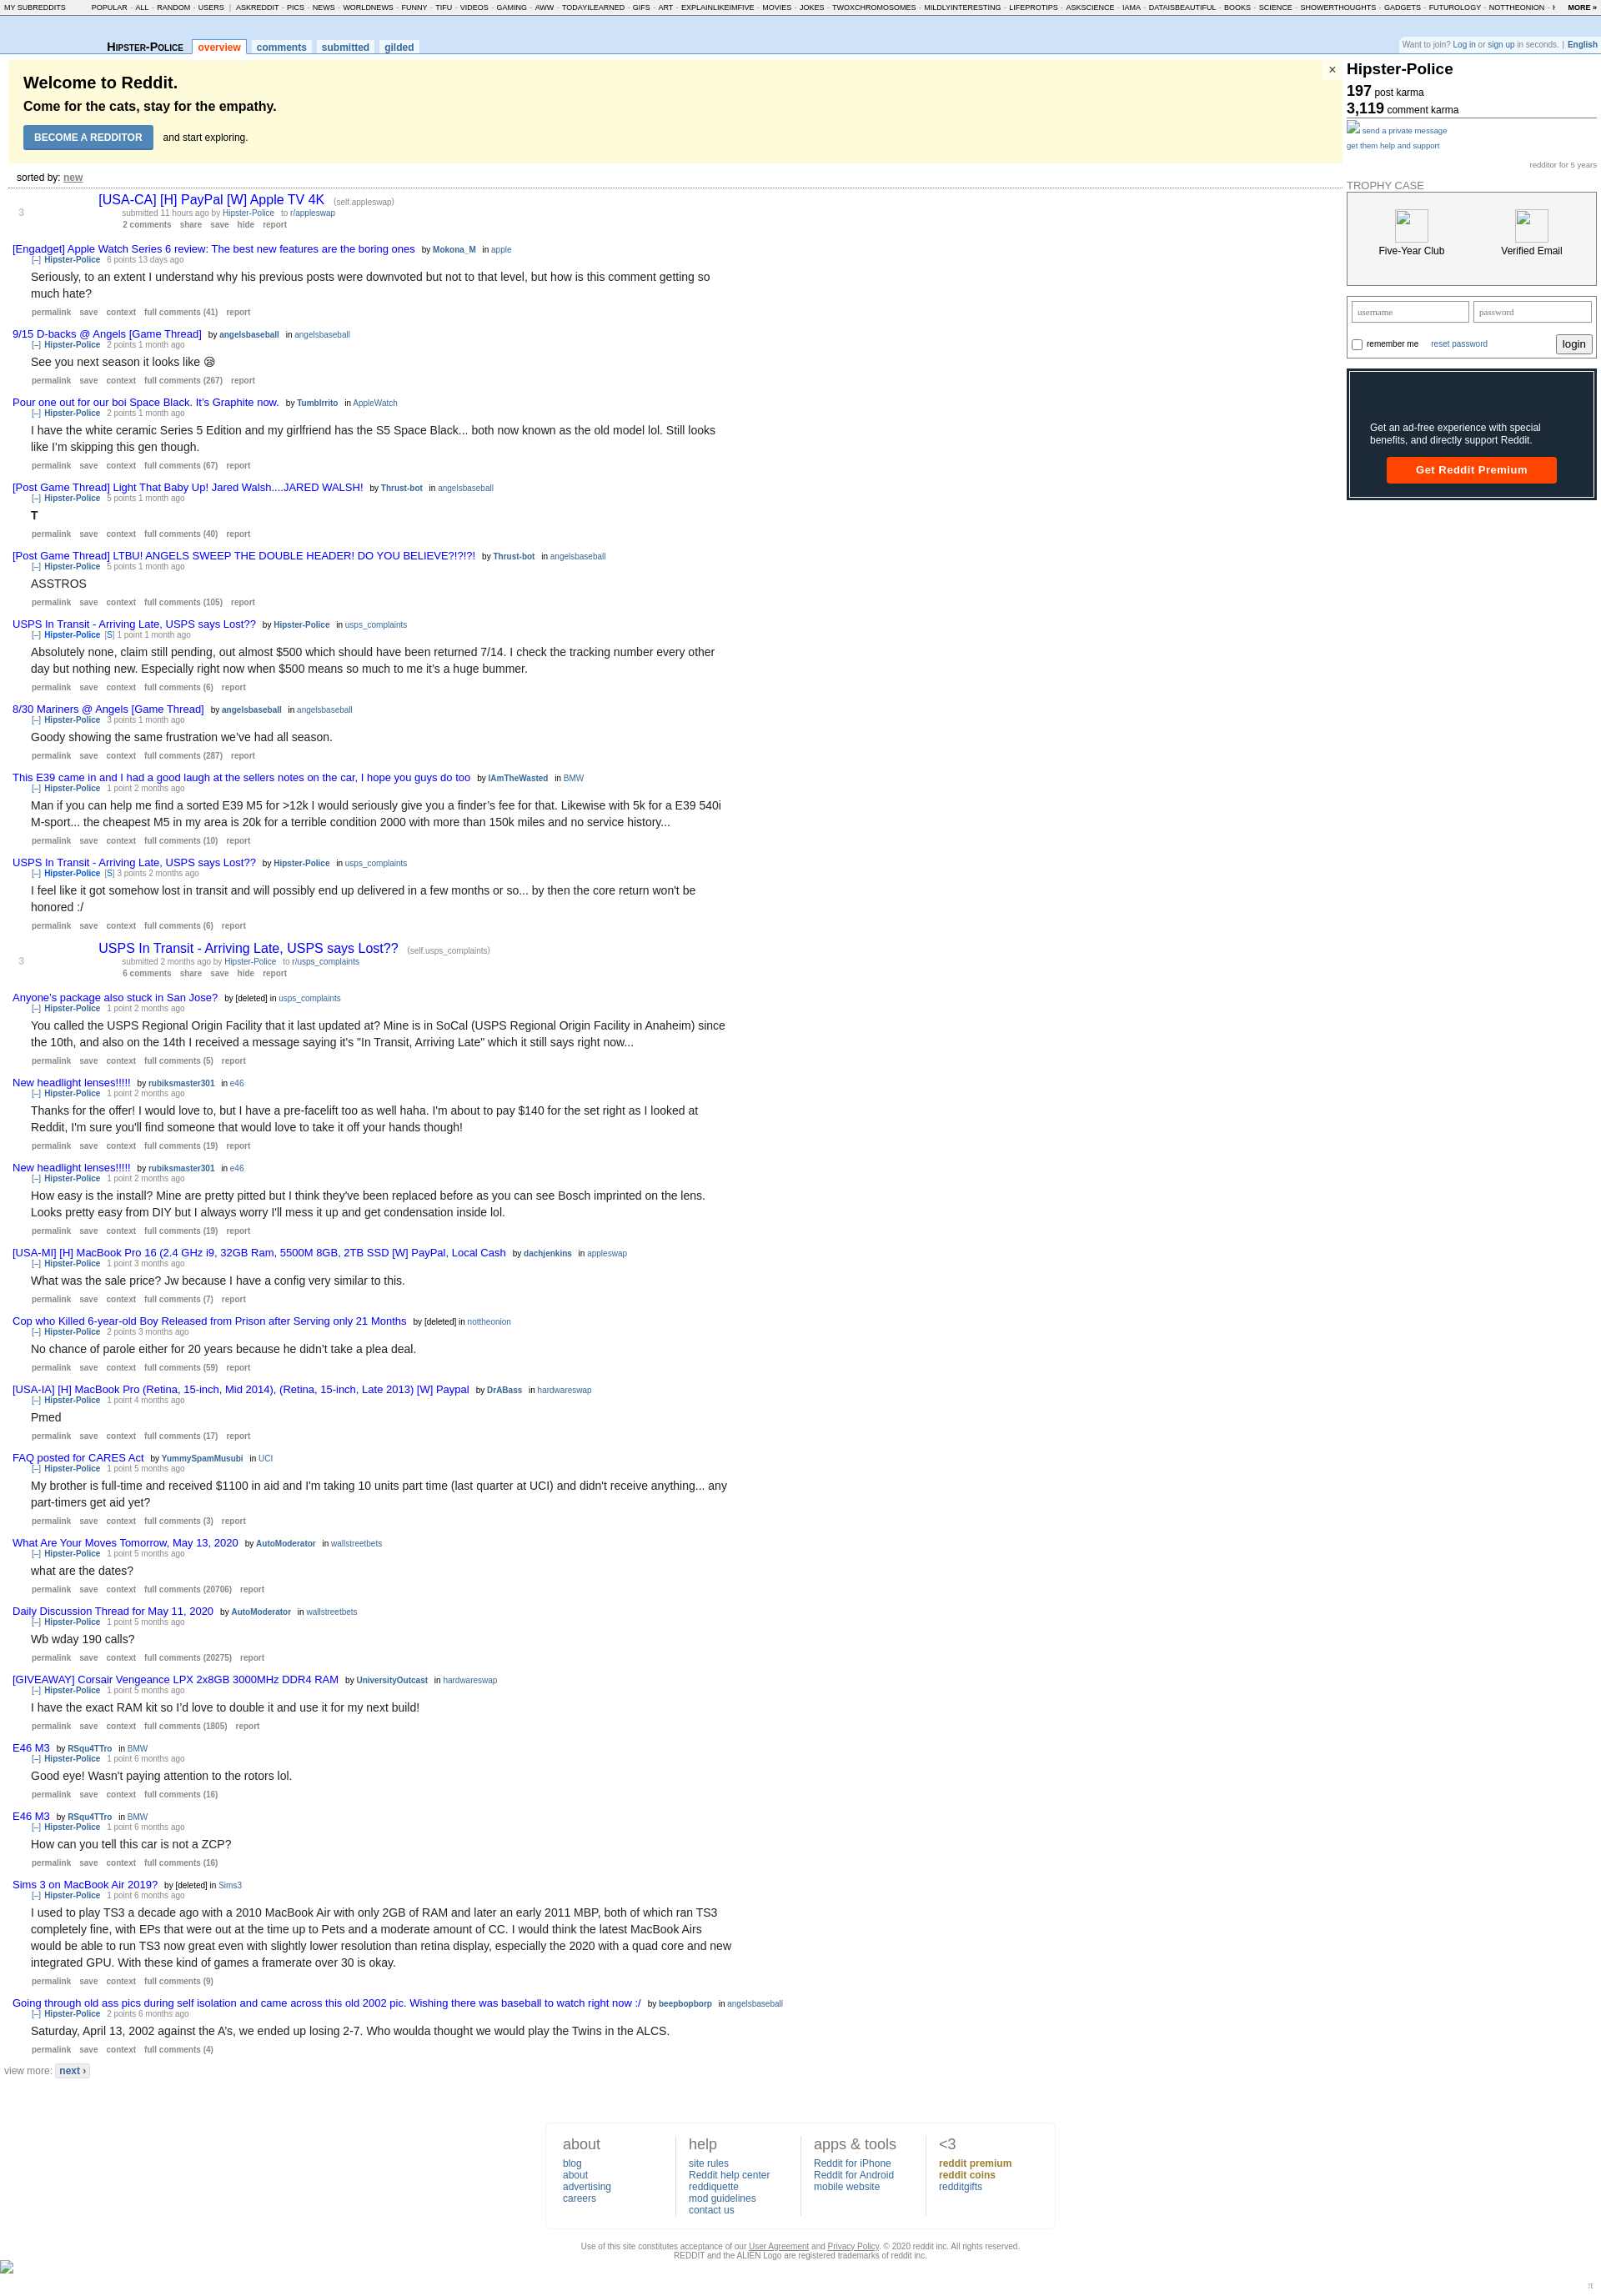 MY SUBREDDITS POPULAR - ALL - RANDOM - USERS | ASKREDDIT - PICS - NEWS - WORLDNEWS - FUNNY - TIFU - VIDEOS - GAMING - AWW - TODAYILEARNED - GIFS - ART - EXPLAINLIKEIMFIVE - MOVIES - JOKES - TWOXCHROMOSOMES - MILDLYINTERESTING - LIFEPROTIPS - ASKSCIENCE - IAMA - DATAISBEAUTIFUL - BOOKS - SCIENCE - SHOWERTHOUGHTS - GADGETS - FUTUROLOGY - NOTTHEONION - MORE »
Hipster-Police overview comments submitted gilded
Want to join? Log in or sign up in seconds. | English
Welcome to Reddit.
×
Come for the cats, stay for the empathy.
BECOME A REDDITOR and start exploring.
sorted by: new
3
[USA-CA] [H] PayPal [W] Apple TV 4K (self.appleswap)
submitted 11 hours ago by Hipster-Police to r/appleswap
2 comments share save hide report
[Engadget] Apple Watch Series 6 review: The best new features are the boring ones by Mokona_M in apple
[–] Hipster-Police 6 points 13 days ago
Seriously, to an extent I understand why his previous posts were downvoted but not to that level, but how is this comment getting so
much hate?
permalink save context full comments (41) report
9/15 D-backs @ Angels [Game Thread] by angelsbaseball in angelsbaseball
[–] Hipster-Police 2 points 1 month ago
See you next season it looks like 😢
permalink save context full comments (267) report
Pour one out for our boi Space Black. It's Graphite now. by Tumblrrito in AppleWatch
[–] Hipster-Police 2 points 1 month ago
I have the white ceramic Series 5 Edition and my girlfriend has the S5 Space Black... both now known as the old model lol. Still looks
like I'm skipping this gen though.
permalink save context full comments (67) report
[Post Game Thread] Light That Baby Up! Jared Walsh....JARED WALSH! by Thrust-bot in angelsbaseball
[–] Hipster-Police 5 points 1 month ago
T
permalink save context full comments (40) report
[Post Game Thread] LTBU! ANGELS SWEEP THE DOUBLE HEADER! DO YOU BELIEVE?!?!?! by Thrust-bot in angelsbaseball
[–] Hipster-Police 5 points 1 month ago
ASSTROS
permalink save context full comments (105) report
USPS In Transit - Arriving Late, USPS says Lost?? by Hipster-Police in usps_complaints
[–] Hipster-Police [S] 1 point 1 month ago
Absolutely none, claim still pending, out almost $500 which should have been returned 7/14. I check the tracking number every other
day but nothing new. Especially right now when $500 means so much to me it's a huge bummer.
permalink save context full comments (6) report
8/30 Mariners @ Angels [Game Thread] by angelsbaseball in angelsbaseball
[–] Hipster-Police 3 points 1 month ago
Goody showing the same frustration we've had all season.
permalink save context full comments (287) report
This E39 came in and I had a good laugh at the sellers notes on the car, I hope you guys do too by IAmTheWasted in BMW
[–] Hipster-Police 1 point 2 months ago
Man if you can help me find a sorted E39 M5 for >12k I would seriously give you a finder's fee for that. Likewise with 5k for a E39 540i
M-sport... the cheapest M5 in my area is 20k for a terrible condition 2000 with more than 150k miles and no service history...
permalink save context full comments (10) report
USPS In Transit - Arriving Late, USPS says Lost?? by Hipster-Police in usps_complaints
[–] Hipster-Police [S] 3 points 2 months ago
I feel like it got somehow lost in transit and will possibly end up delivered in a few months or so... by then the core return won't be
honored :/
permalink save context full comments (6) report
3
USPS In Transit - Arriving Late, USPS says Lost?? (self.usps_complaints)
submitted 2 months ago by Hipster-Police to r/usps_complaints
6 comments share save hide report
Anyone's package also stuck in San Jose? by [deleted] in usps_complaints
[–] Hipster-Police 1 point 2 months ago
You called the USPS Regional Origin Facility that it last updated at? Mine is in SoCal (USPS Regional Origin Facility in Anaheim) since
the 10th, and also on the 14th I received a message saying it's "In Transit, Arriving Late" which it still says right now...
permalink save context full comments (5) report
New headlight lenses!!!!! by rubiksmaster301 in e46
[–] Hipster-Police 1 point 2 months ago
Thanks for the offer! I would love to, but I have a pre-facelift too as well haha. I'm about to pay $140 for the set right as I looked at
Reddit, I'm sure you'll find someone that would love to take it off your hands though!
permalink save context full comments (19) report
New headlight lenses!!!!! by rubiksmaster301 in e46
[–] Hipster-Police 1 point 2 months ago
How easy is the install? Mine are pretty pitted but I think they've been replaced before as you can see Bosch imprinted on the lens.
Looks pretty easy from DIY but I always worry I'll mess it up and get condensation inside lol.
permalink save context full comments (19) report
[USA-MI] [H] MacBook Pro 16 (2.4 GHz i9, 32GB Ram, 5500M 8GB, 2TB SSD [W] PayPal, Local Cash by dachjenkins in appleswap
[–] Hipster-Police 1 point 3 months ago
What was the sale price? Jw because I have a config very similar to this.
permalink save context full comments (7) report
Cop who Killed 6-year-old Boy Released from Prison after Serving only 21 Months by [deleted] in nottheonion
[–] Hipster-Police 2 points 3 months ago
No chance of parole either for 20 years because he didn't take a plea deal.
permalink save context full comments (59) report
[USA-IA] [H] MacBook Pro (Retina, 15-inch, Mid 2014), (Retina, 15-inch, Late 2013) [W] Paypal by DrABass in hardwareswap
[–] Hipster-Police 1 point 4 months ago
Pmed
permalink save context full comments (17) report
FAQ posted for CARES Act by YummySpamMusubi in UCI
[–] Hipster-Police 1 point 5 months ago
My brother is full-time and received $1100 in aid and I'm taking 10 units part time (last quarter at UCI) and didn't receive anything... any
part-timers get aid yet?
permalink save context full comments (3) report
What Are Your Moves Tomorrow, May 13, 2020 by AutoModerator in wallstreetbets
[–] Hipster-Police 1 point 5 months ago
what are the dates?
permalink save context full comments (20706) report
Daily Discussion Thread for May 11, 2020 by AutoModerator in wallstreetbets
[–] Hipster-Police 1 point 5 months ago
Wb wday 190 calls?
permalink save context full comments (20275) report
[GIVEAWAY] Corsair Vengeance LPX 2x8GB 3000MHz DDR4 RAM by UniversityOutcast in hardwareswap
[–] Hipster-Police 1 point 5 months ago
I have the exact RAM kit so I'd love to double it and use it for my next build!
permalink save context full comments (1805) report
E46 M3 by RSqu4TTro in BMW
[–] Hipster-Police 1 point 6 months ago
Good eye! Wasn't paying attention to the rotors lol.
permalink save context full comments (16)
E46 M3 by RSqu4TTro in BMW
[–] Hipster-Police 1 point 6 months ago
How can you tell this car is not a ZCP?
permalink save context full comments (16)
Sims 3 on MacBook Air 2019? by [deleted] in Sims3
[–] Hipster-Police 1 point 6 months ago
I used to play TS3 a decade ago with a 2010 MacBook Air with only 2GB of RAM and later an early 2011 MBP, both of which ran TS3
completely fine, with EPs that were out at the time up to Pets and a moderate amount of CC. I would think the latest MacBook Airs
would be able to run TS3 now great even with slightly lower resolution than retina display, especially the 2020 with a quad core and new
integrated GPU. With these kind of games a framerate over 30 is okay.
permalink save context full comments (9)
Going through old ass pics during self isolation and came across this old 2002 pic. Wishing there was baseball to watch right now :/ by beepbopborp in angelsbaseball
[–] Hipster-Police 2 points 6 months ago
Saturday, April 13, 2002 against the A's, we ended up losing 2-7. Who woulda thought we would play the Twins in the ALCS.
permalink save context full comments (4)
view more: next ›
Hipster-Police
197 post karma
3,119 comment karma
send a private message
get them help and support
redditor for 5 years
TROPHY CASE
Five-Year Club Verified Email
username password
remember me reset password login
Get an ad-free experience with special
benefits, and directly support Reddit.
Get Reddit Premium
about
blog
about
advertising
careers
help
site rules
Reddit help center
reddiquette
mod guidelines
contact us
apps & tools
Reddit for iPhone
Reddit for Android
mobile website
<3
reddit premium
reddit coins
redditgifts
Use of this site constitutes acceptance of our User Agreement and Privacy Policy. © 2020 reddit inc. All rights reserved.
REDDIT and the ALIEN Logo are registered trademarks of reddit inc.
π